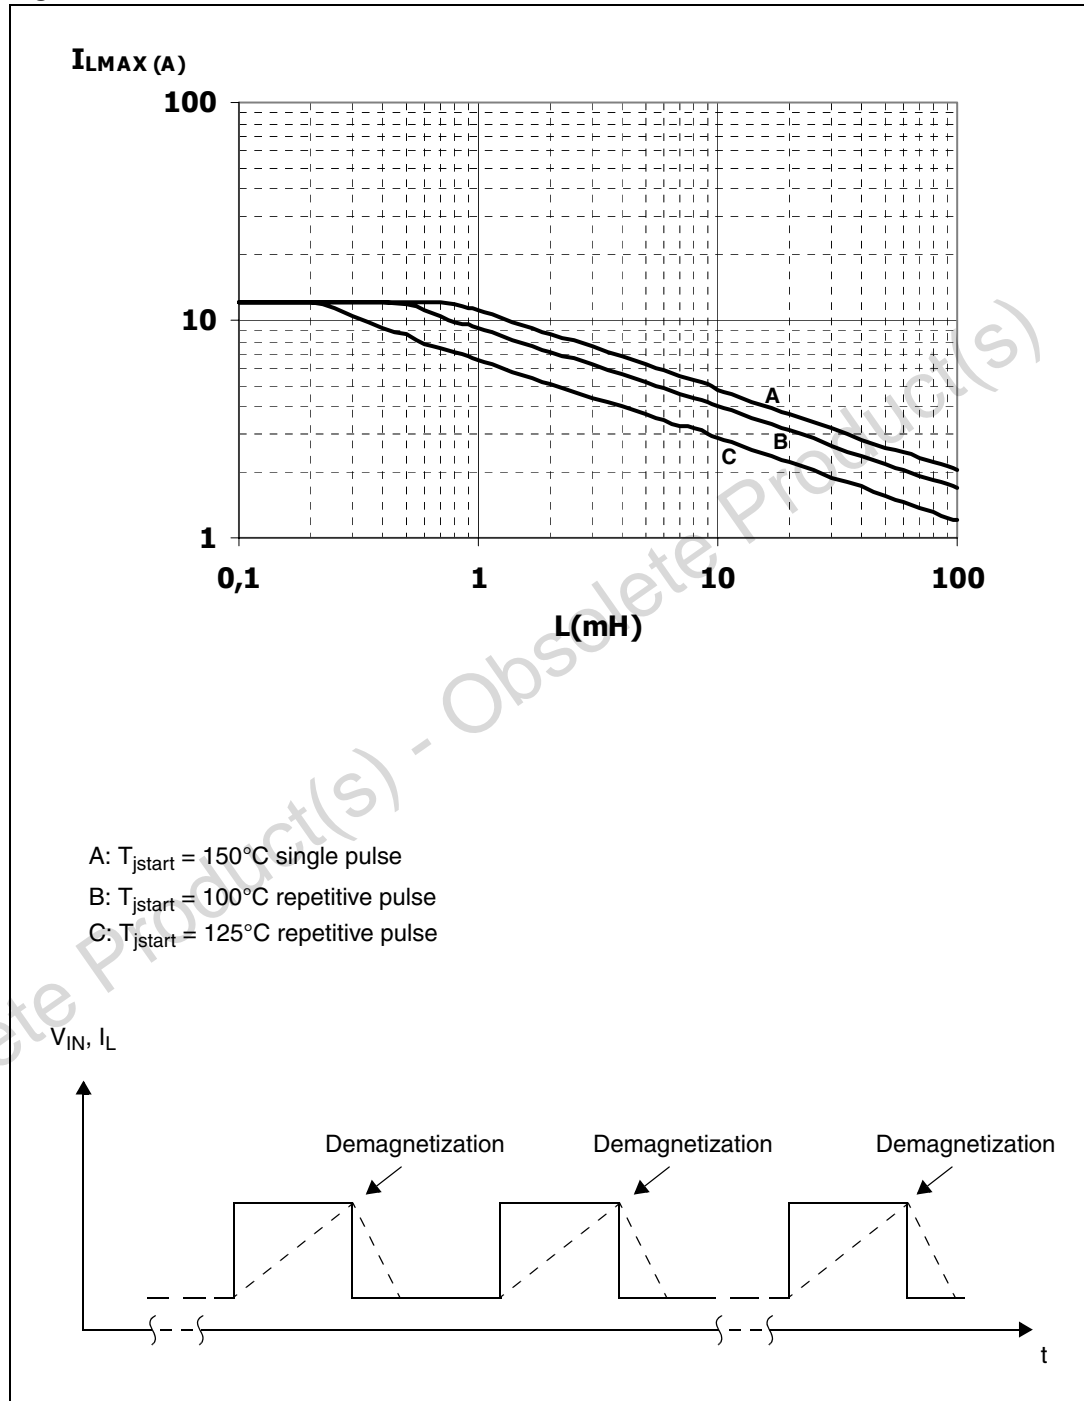 ILMAX (A)
100
10
1
0,1
1
10
100
L(mH)
A
B
C
A: Tjstart = 150°C single pulse
B: Tjstart = 100°C repetitive pulse
C: Tjstart = 125°C repetitive pulse
VIN, IL
Demagnetization
Demagnetization
Demagnetization
t
ete Product(s) - Obsolete Product(s)